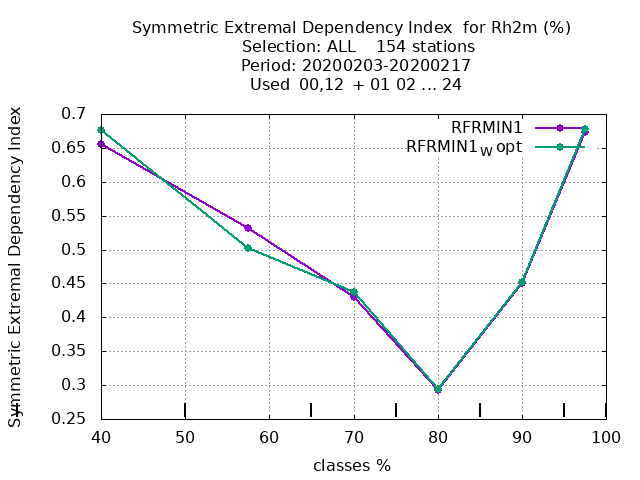 Symmetric Extremal Dependency Index  for Rh2m (%)
Selection: ALL    154 stations
Period: 20200203-20200217
Used  00,12  + 01 02 ... 24
Symmetric Extremal Dependency Index
0.7
0.65
0.6
0.55
0.5
0.45
0.4
0.35
0.3
0.25
RFRMIN1
RFRMIN1W opt
40 50 60 70 80 90 100
classes %